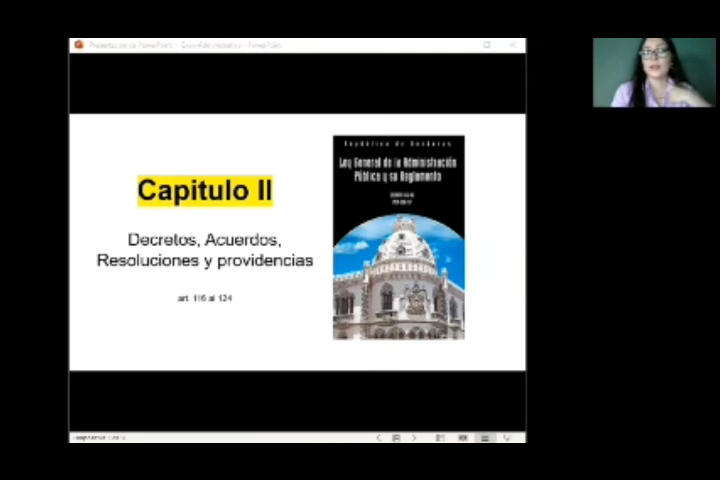 Capitulo II
Decretos, Acuerdos,
Resoluciones y providencias
art. 116 al 124
República de Honduras
Ley General de la Administración
Pública y su Reglamento